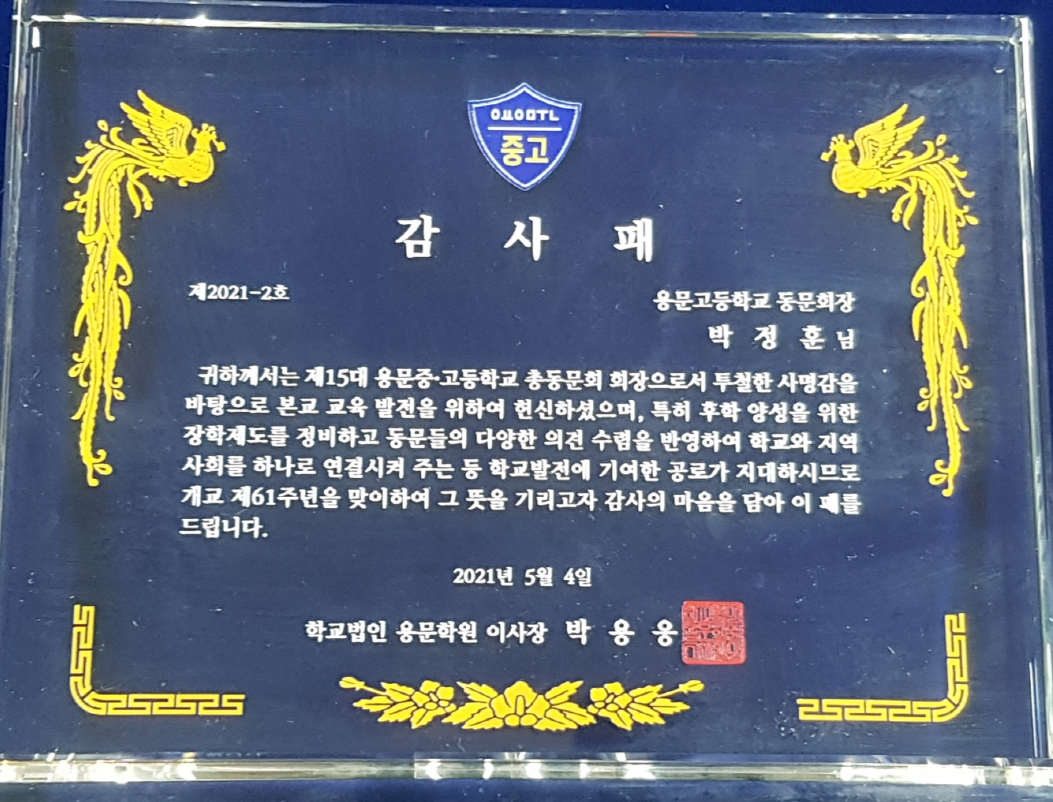 ㅇㅛㅇㅁㅜㄴ
중고
감 사 패
제2021-2호
용문고등학교 동문회장
박 정 훈 님
귀하께서는 제15대 용문중·고등학교 총동문회 회장으로서 투철한 사명감을
바탕으로 본교 교육 발전을 위하여 헌신하셨으며, 특히 후학 양성을 위한
장학제도를 정비하고 동문들의 다양한 의견 수렴을 반영하여 학교와 지역
사회를 하나로 연결시켜 주는 등 학교발전에 기여한 공로가 지대하시므로
개교 제61주년을 맞이하여 그 뜻을 기리고자 감사의 마음을 담아 이 패를
드립니다.
2021년 5월 4일
학교법인 용문학원 이사장 박 용 웅